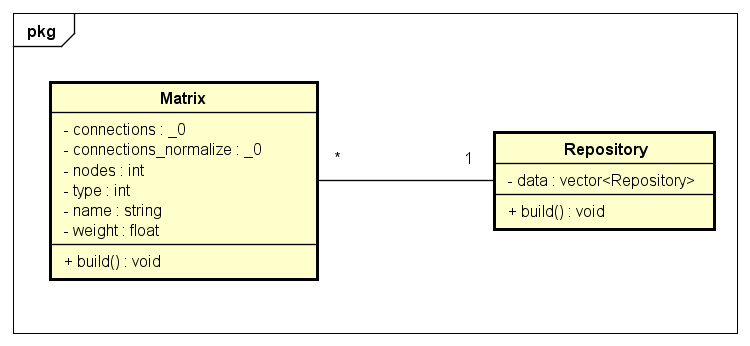 pkg
Matrix
- connections : _0
- connections_normalize : _0
- nodes : int
- type : int
- name : string
- weight : float
+ build() : void
*
1
Repository
- data : vector<Repository>
+ build() : void